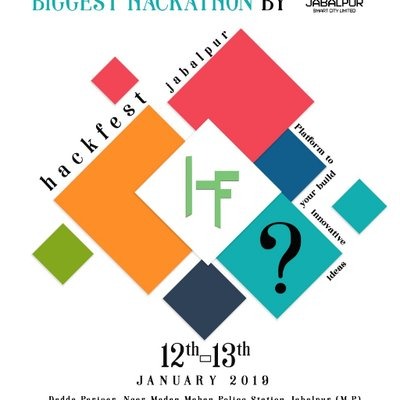 BIGGEST HACKATHON BY
JABALPUR
SMART CITY LIMITED
hackfest
jabalpur
HF
Platform to
your build
innovative
ideas
?
12th-13th
JANUARY 2019
Near Madan Mahan Police Station, Jabalpur (M.P.)